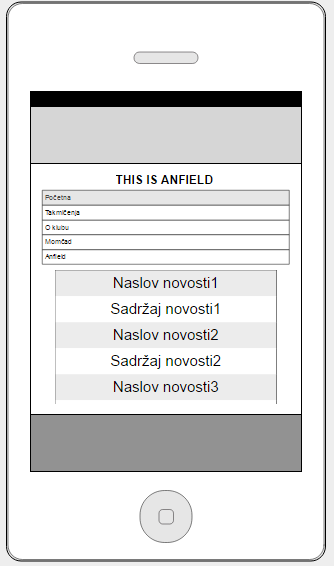 THIS IS ANFIELD
Početna
Takmičenja
O klubu
Momčad
Anfield
Naslov novosti1
Sadržaj novosti1
Naslov novosti2
Sadržaj novosti2
Naslov novosti3